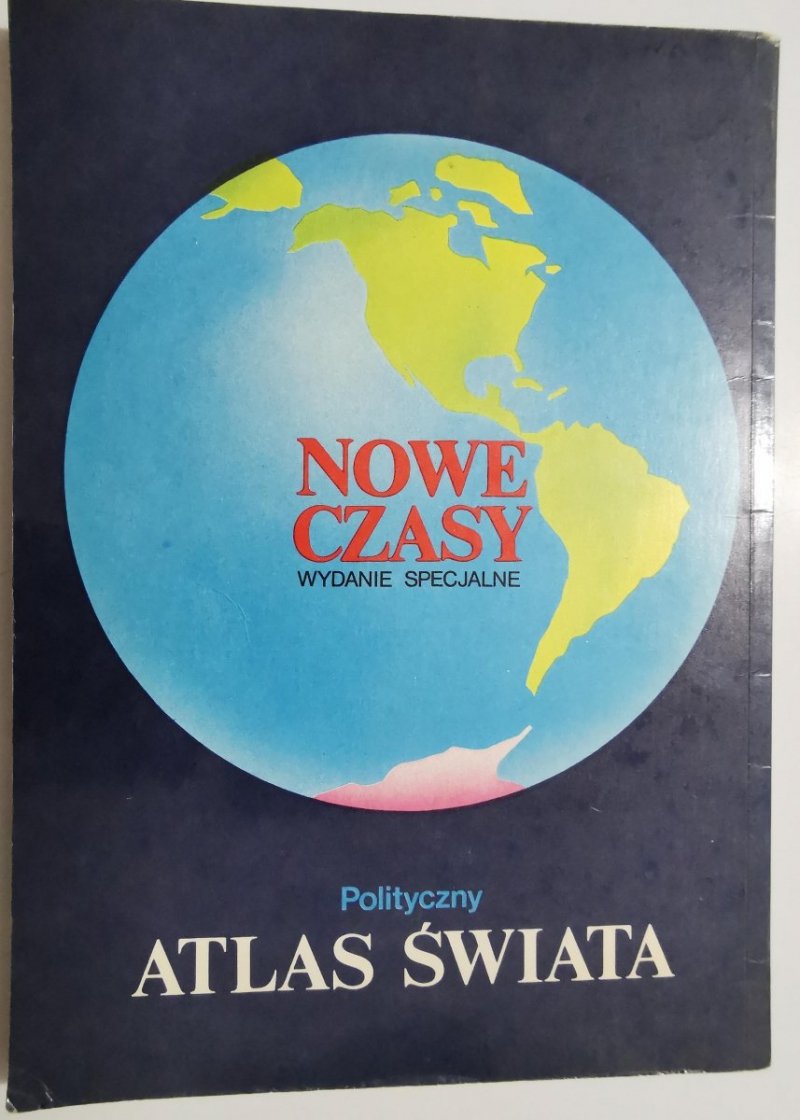 NOWE
CZASY
WYDANIE SPECJALNE
Polityczny
ATLAS ŚWIATA